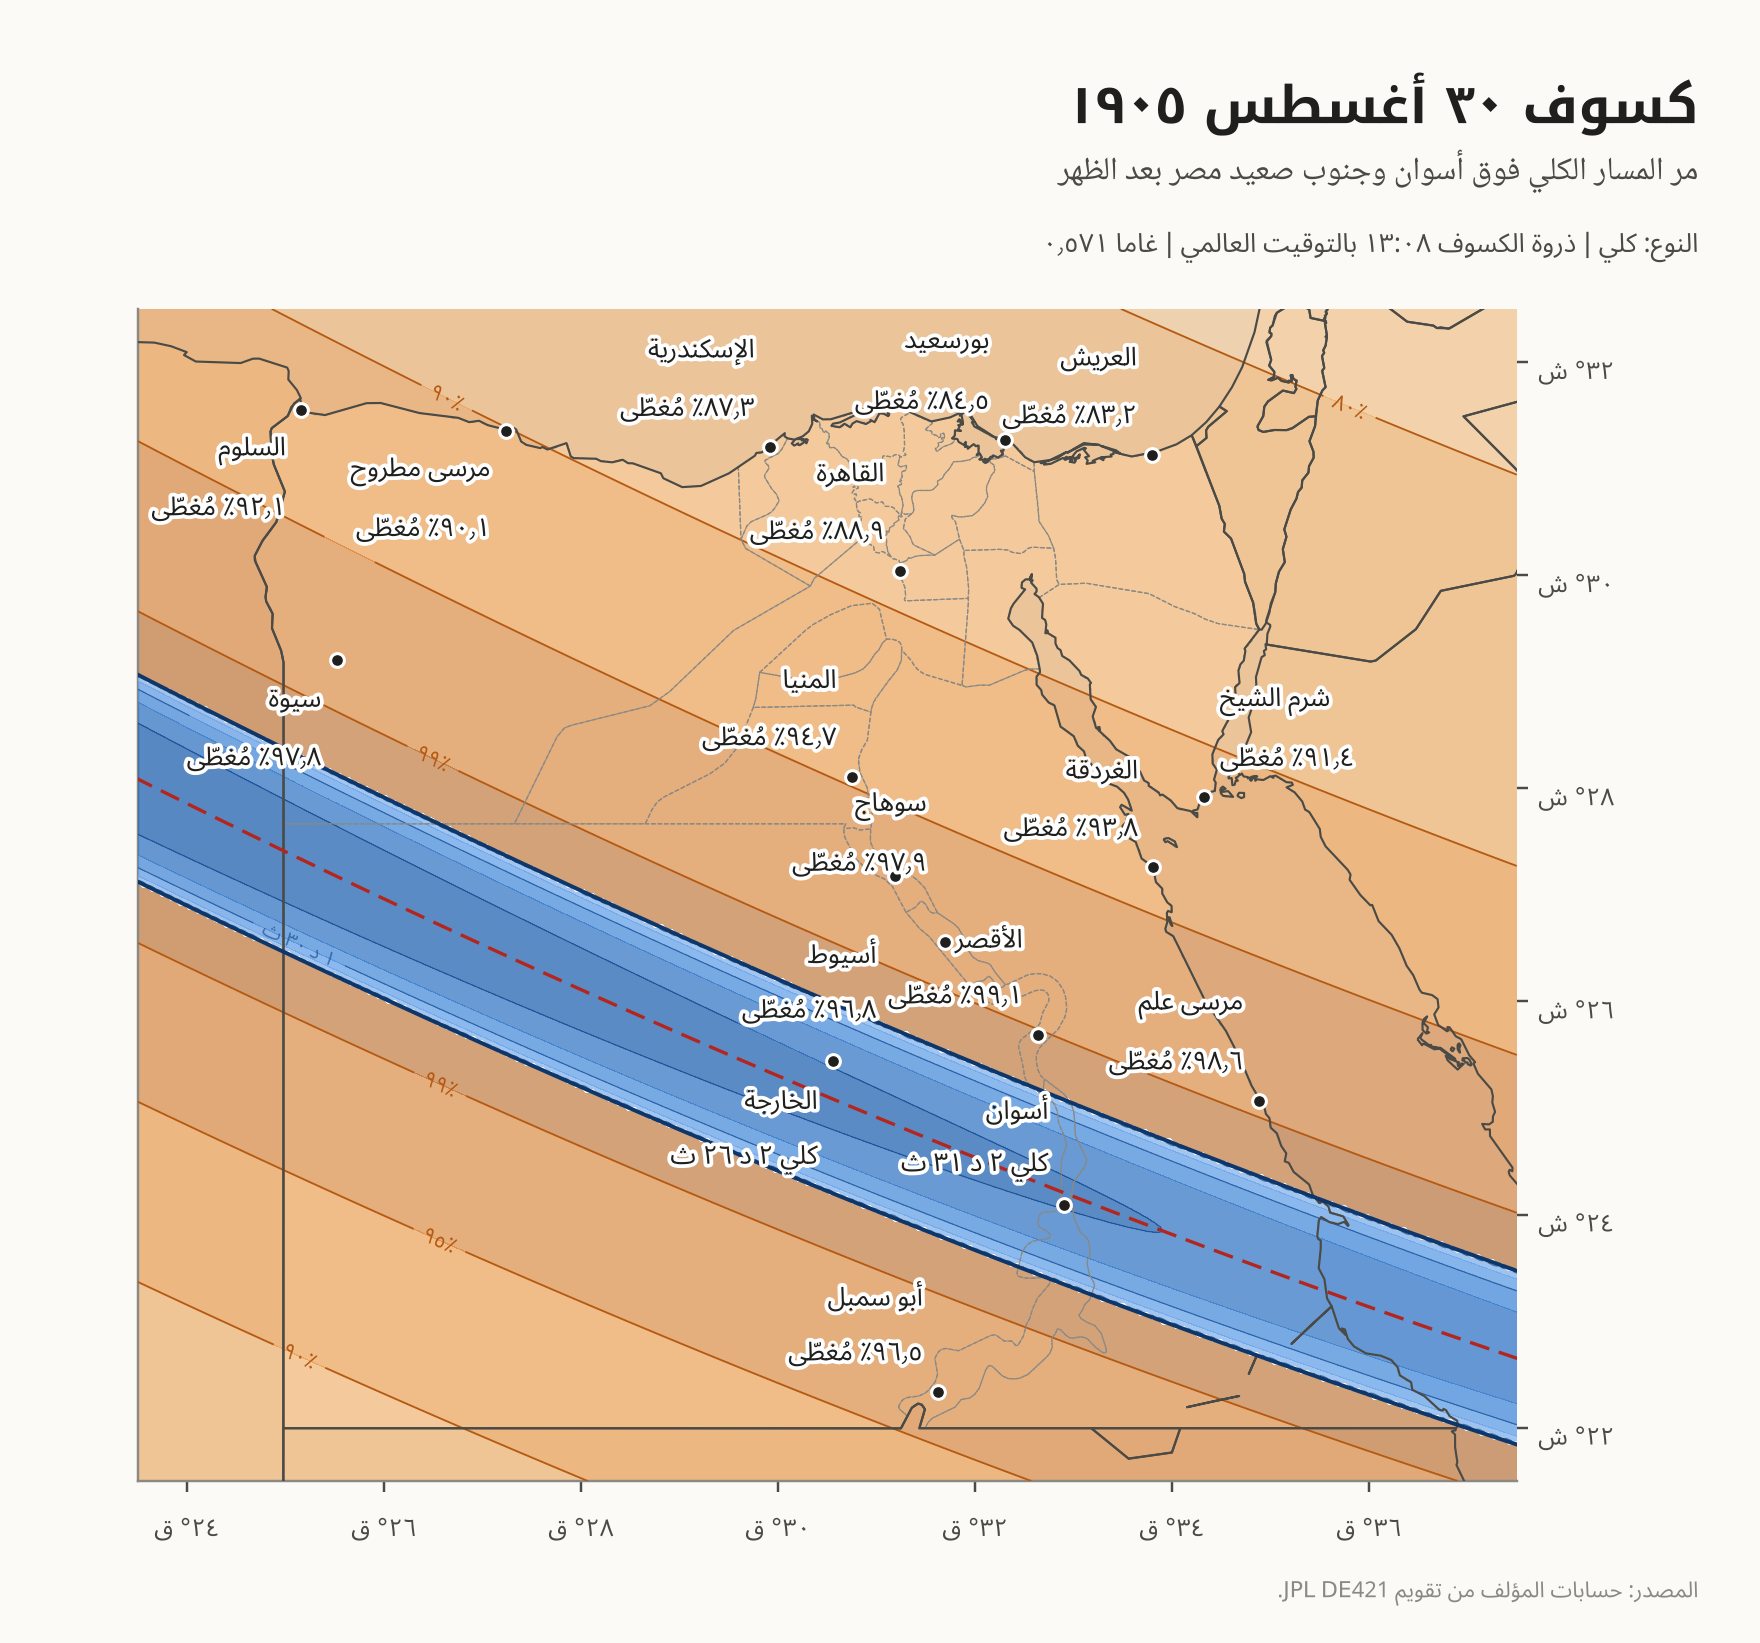 كسوف ٣٠ أغسطس ١٩٠٥
مر المسار الكلي فوق أسوان وجنوب صعيد مصر بعد الظهر
النوع: كلي | ذروة الكسوف ١٣:٠٨ بالتوقيت العالمي | غاما ٠٫٥٧١
بورسعيد
٨٤٫٥٪ مُغطّى
الإسكندرية
٨٧٫٣٪ مُغطّى
العريش
٨٣٫٢٪ مُغطّى
٨٠٪
٩٠٪
السلوم
٩٢٫١٪ مُغطّى
مرسى مطروح
٩٠٫١٪ مُغطّى
القاهرة
٨٨٫٩٪ مُغطّى
المنيا
٩٤٫٧٪ مُغطّى
شرم الشيخ
٩١٫٤٪ مُغطّى
سيوة
٩٧٫٨٪ مُغطّى
٩٩٪
الغردقة
٩٣٫٨٪ مُغطّى
سوهاج
٩٧٫٩٪ مُغطّى
١ د ٣٠ ث
الأقصر
٩٩٫١٪ مُغطّى
أسيوط
٩٦٫٨٪ مُغطّى
مرسى علم
٩٨٫٦٪ مُغطّى
٩٩٪
الخارجة
كلي ٢ د ٢٦ ث
أسوان
كلي ٢ د ٣١ ث
٩٥٪
أبو سمبل
٩٦٫٥٪ مُغطّى
٩٠٪
٣٢° ش
٣٠° ش
٢٨° ش
٢٦° ش
٢٤° ش
٢٢° ش
٢٤° ق
٢٦° ق
٢٨° ق
٣٠° ق
٣٢° ق
٣٤° ق
٣٦° ق
المصدر: حسابات المؤلف من تقويم JPL DE421.